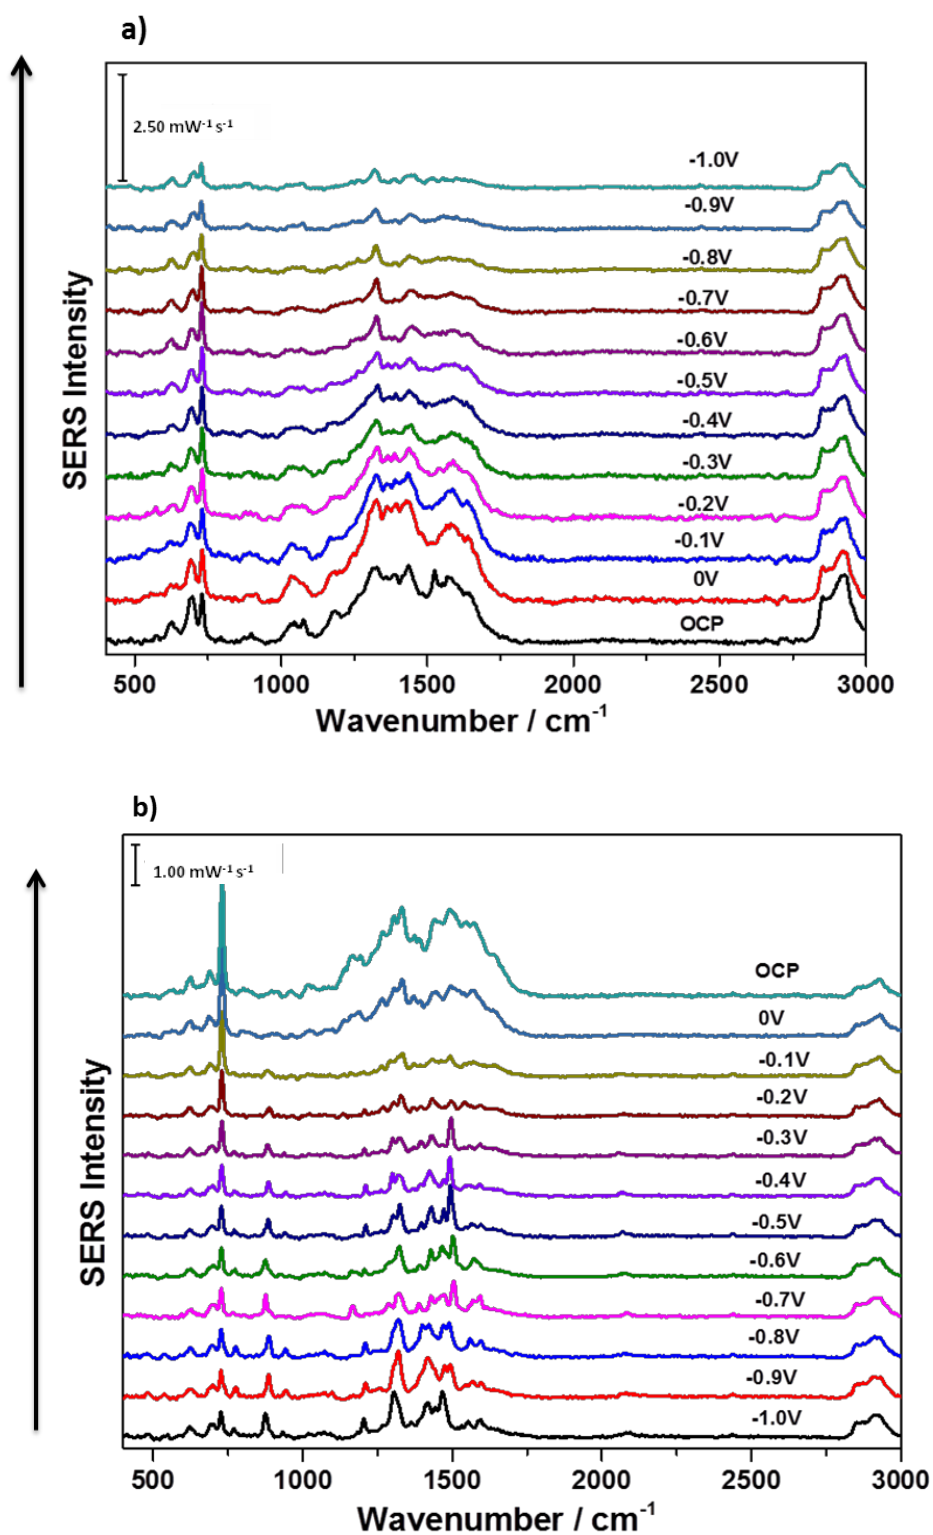 a)
2.50 mW⁻¹ s⁻¹
-1.0V
-0.9V
-0.8V
-0.7V
-0.6V
-0.5V
-0.4V
-0.3V
-0.2V
-0.1V
0V
OCP
SERS Intensity
500 1000 1500 2000 2500 3000
Wavenumber / cm⁻¹
b)
1.00 mW⁻¹ s⁻¹
OCP
0V
-0.1V
-0.2V
-0.3V
-0.4V
-0.5V
-0.6V
-0.7V
-0.8V
-0.9V
-1.0V
SERS Intensity
500 1000 1500 2000 2500 3000
Wavenumber / cm⁻¹